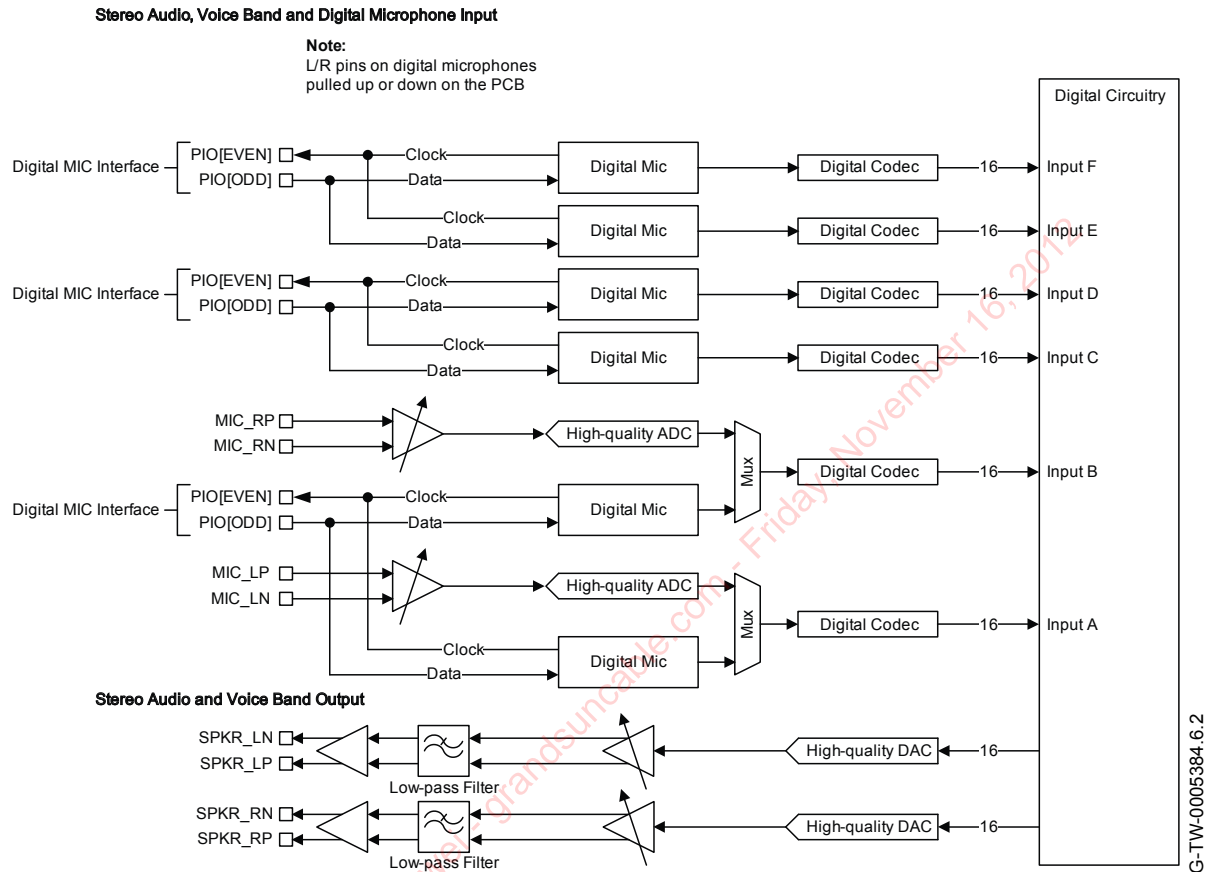 Stereo Audio, Voice Band and Digital Microphone Input
Note:
L/R pins on digital microphones
pulled up or down on the PCB
Digital Circuitry
Digital MIC Interface
PIO[EVEN]
PIO[ODD]
Clock
Data
Digital Mic
Digital Codec
16
Input F
Clock
Data
Digital Mic
Digital Codec
16
Input E
Digital MIC Interface
PIO[EVEN]
PIO[ODD]
Clock
Data
Digital Mic
Digital Codec
16
Input D
Clock
Data
Digital Mic
Digital Codec
16
Input C
MIC_RP
MIC_RN
High-quality ADC
Mux
Digital Codec
16
Input B
Digital MIC Interface
PIO[EVEN]
PIO[ODD]
Clock
Data
Digital Mic
MIC_LP
MIC_LN
High-quality ADC
Mux
Digital Codec
16
Input A
Clock
Data
Digital Mic
Stereo Audio and Voice Band Output
SPKR_LN
SPKR_LP
Low-pass Filter
High-quality DAC
16
SPKR_RN
SPKR_RP
Low-pass Filter
High-quality DAC
16
G-TW-0005384.6.2
- grandsuncable.com - Friday, November 16, 2012